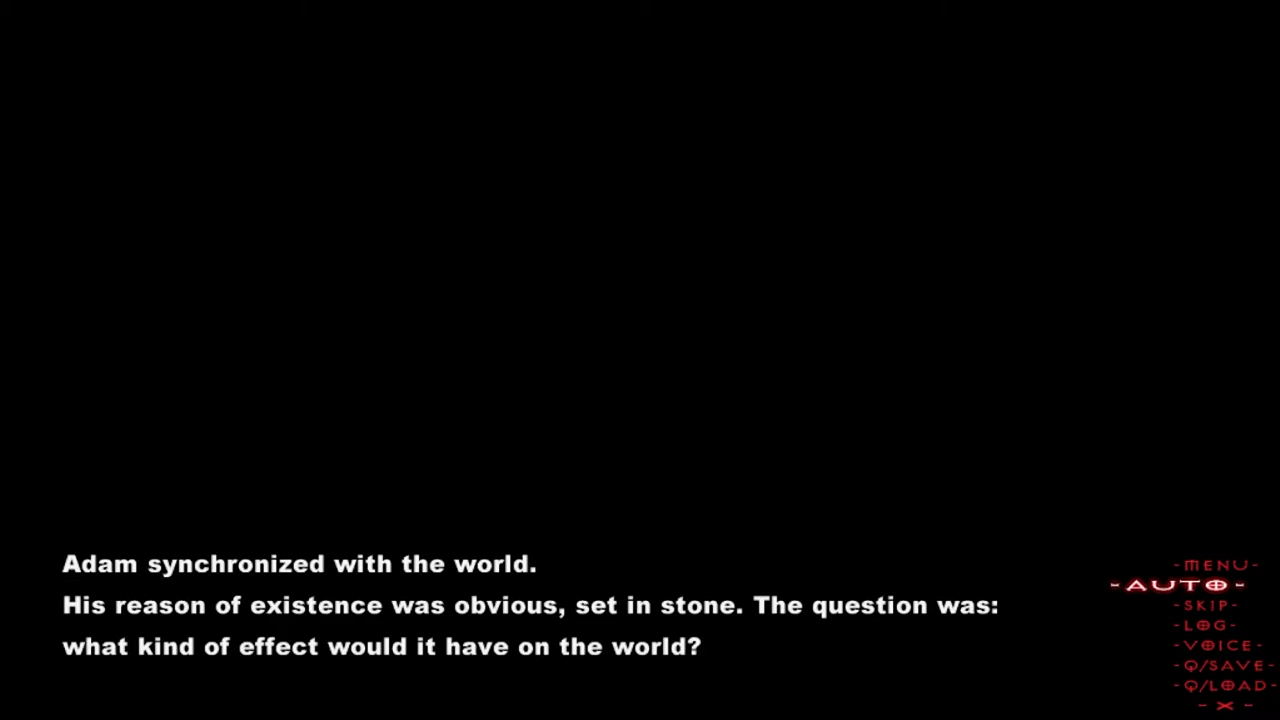 Adam synchronized with the world.
His reason of existence was obvious, set in stone. The question was:
what kind of effect would it have on the world?
-MENU-
-AUTO-
-SKIP-
-LOG-
-VOICE-
-Q/SAVE-
-Q/LOAD-
-X-